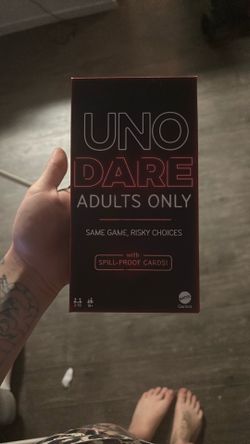 UNO
DARE
ADULTS ONLY
SAME GAME, RISKY CHOICES
with
SPILL-PROOF CARDS!